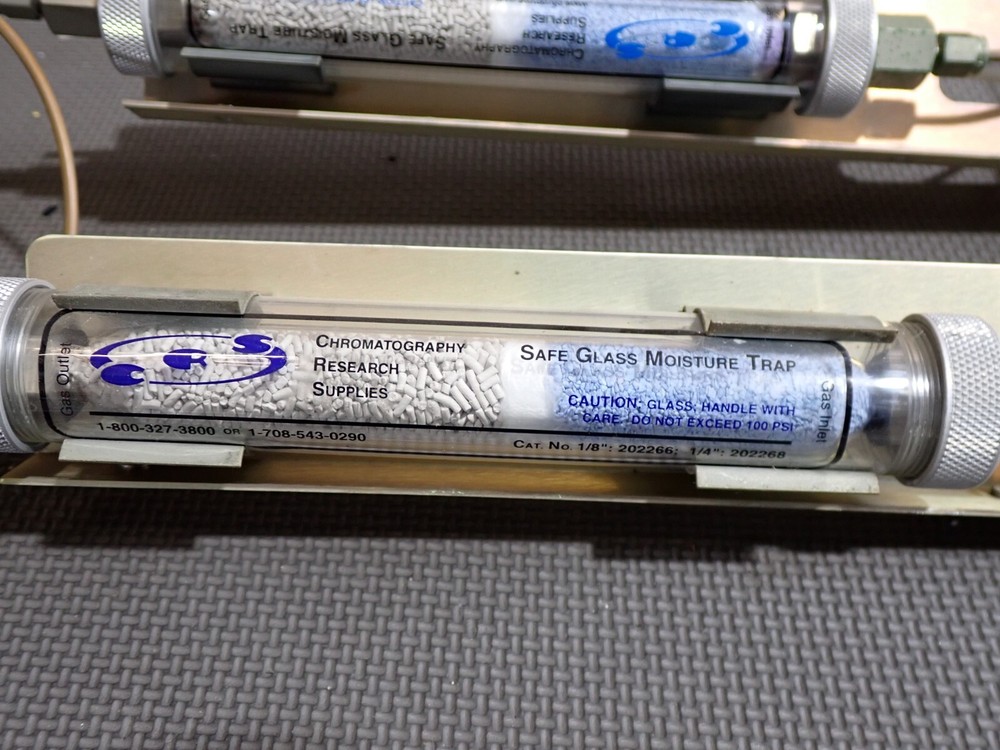 SAFE GLASS MOISTURE TRAP
CHROMATOGRAPHY
RESEARCH
SUPPLIES
CRS
Gas Outlet
CRS
CHROMATOGRAPHY
RESEARCH
SUPPLIES
SAFE GLASS MOISTURE TRAP
CAUTION: GLASS, HANDLE WITH
CARE - DO NOT EXCEED 100 PSI
1-800-327-3800 OR 1-708-543-0290
CAT. NO. 1/8": 202266; 1/4": 202268
Gas Inlet